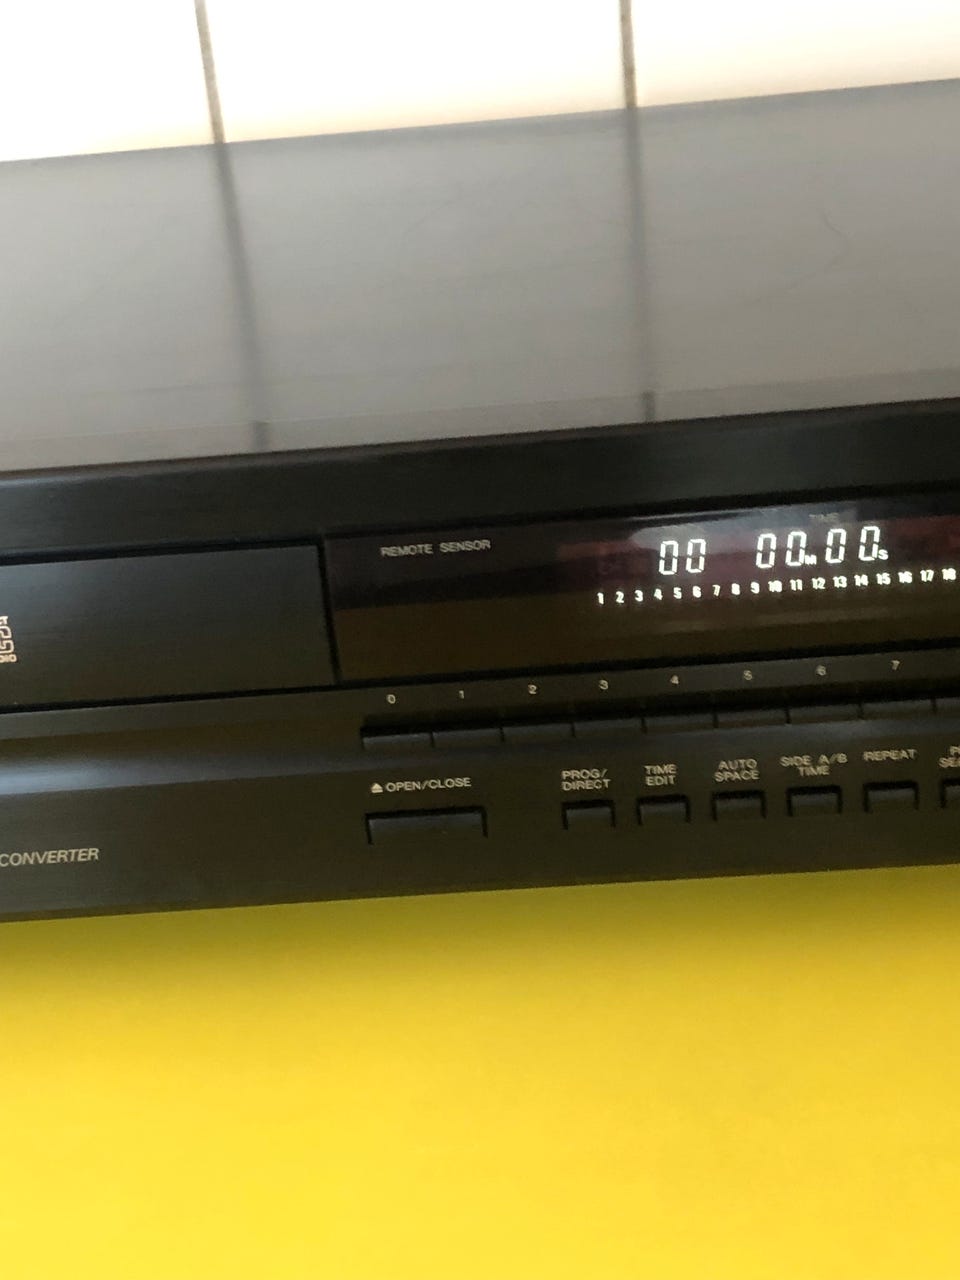 REMOTE SENSOR
TIME
00 00M00S
1 2 3 4 5 6 7 8 9 10 11 12 13 14 15 16 17 18
0 1 2 3 4 5 6 7
OPEN/CLOSE
PROG/
DIRECT
TIME
EDIT
AUTO
SPACE
SIDE A/B
TIME
REPEAT
CONVERTER